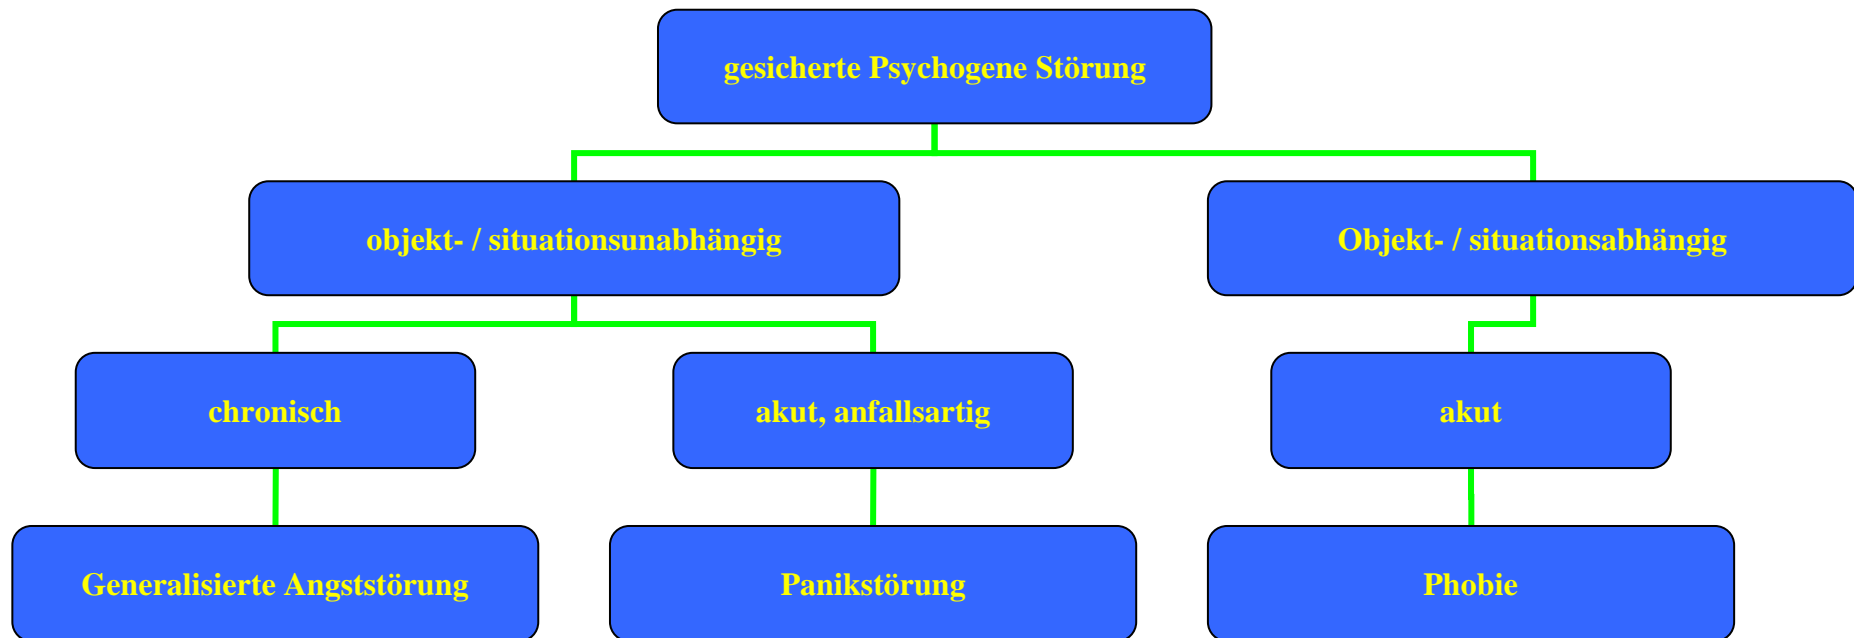 gesicherte Psychogene Störung
objekt- / situationsunabhängig
Objekt- / situationsabhängig
chronisch
akut, anfallsartig
akut
Generalisierte Angststörung
Panikstörung
Phobie